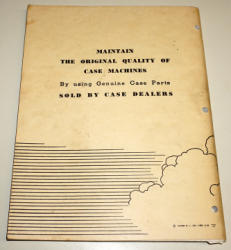 MAINTAIN
THE ORIGINAL QUALITY OF
CASE MACHINES
By using Genuine Case Parts
SOLD BY CASE DEALERS